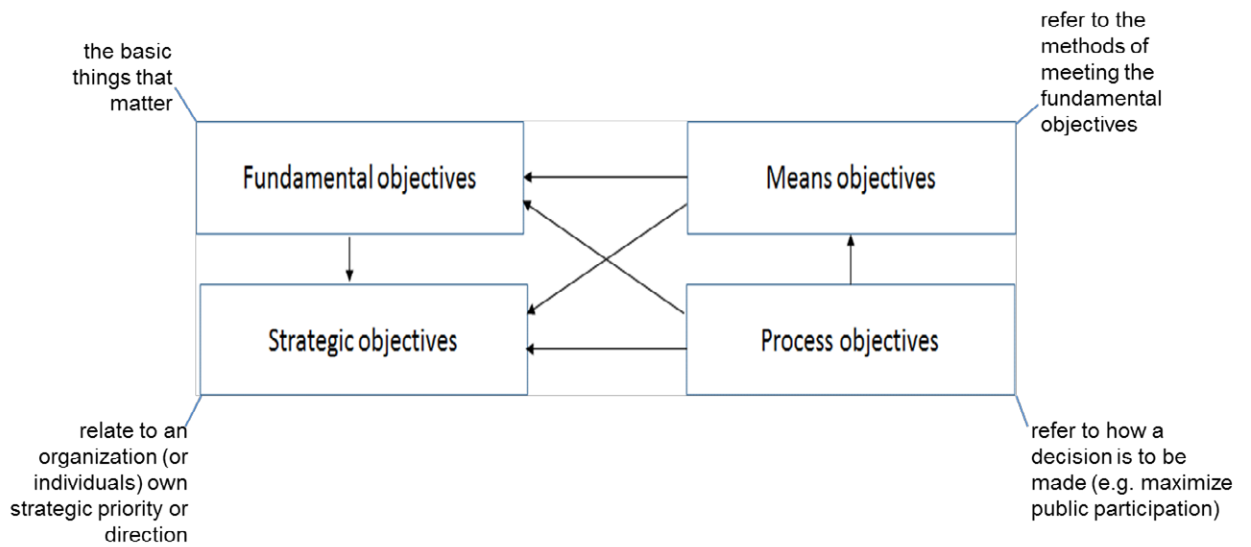 the basic
things that
matter
refer to the
methods of
meeting the
fundamental
objectives
Fundamental objectives
Means objectives
Strategic objectives
Process objectives
relate to an
organization (or
individuals) own
strategic priority or
direction
refer to how a
decision is to be
made (e.g. maximize
public participation)